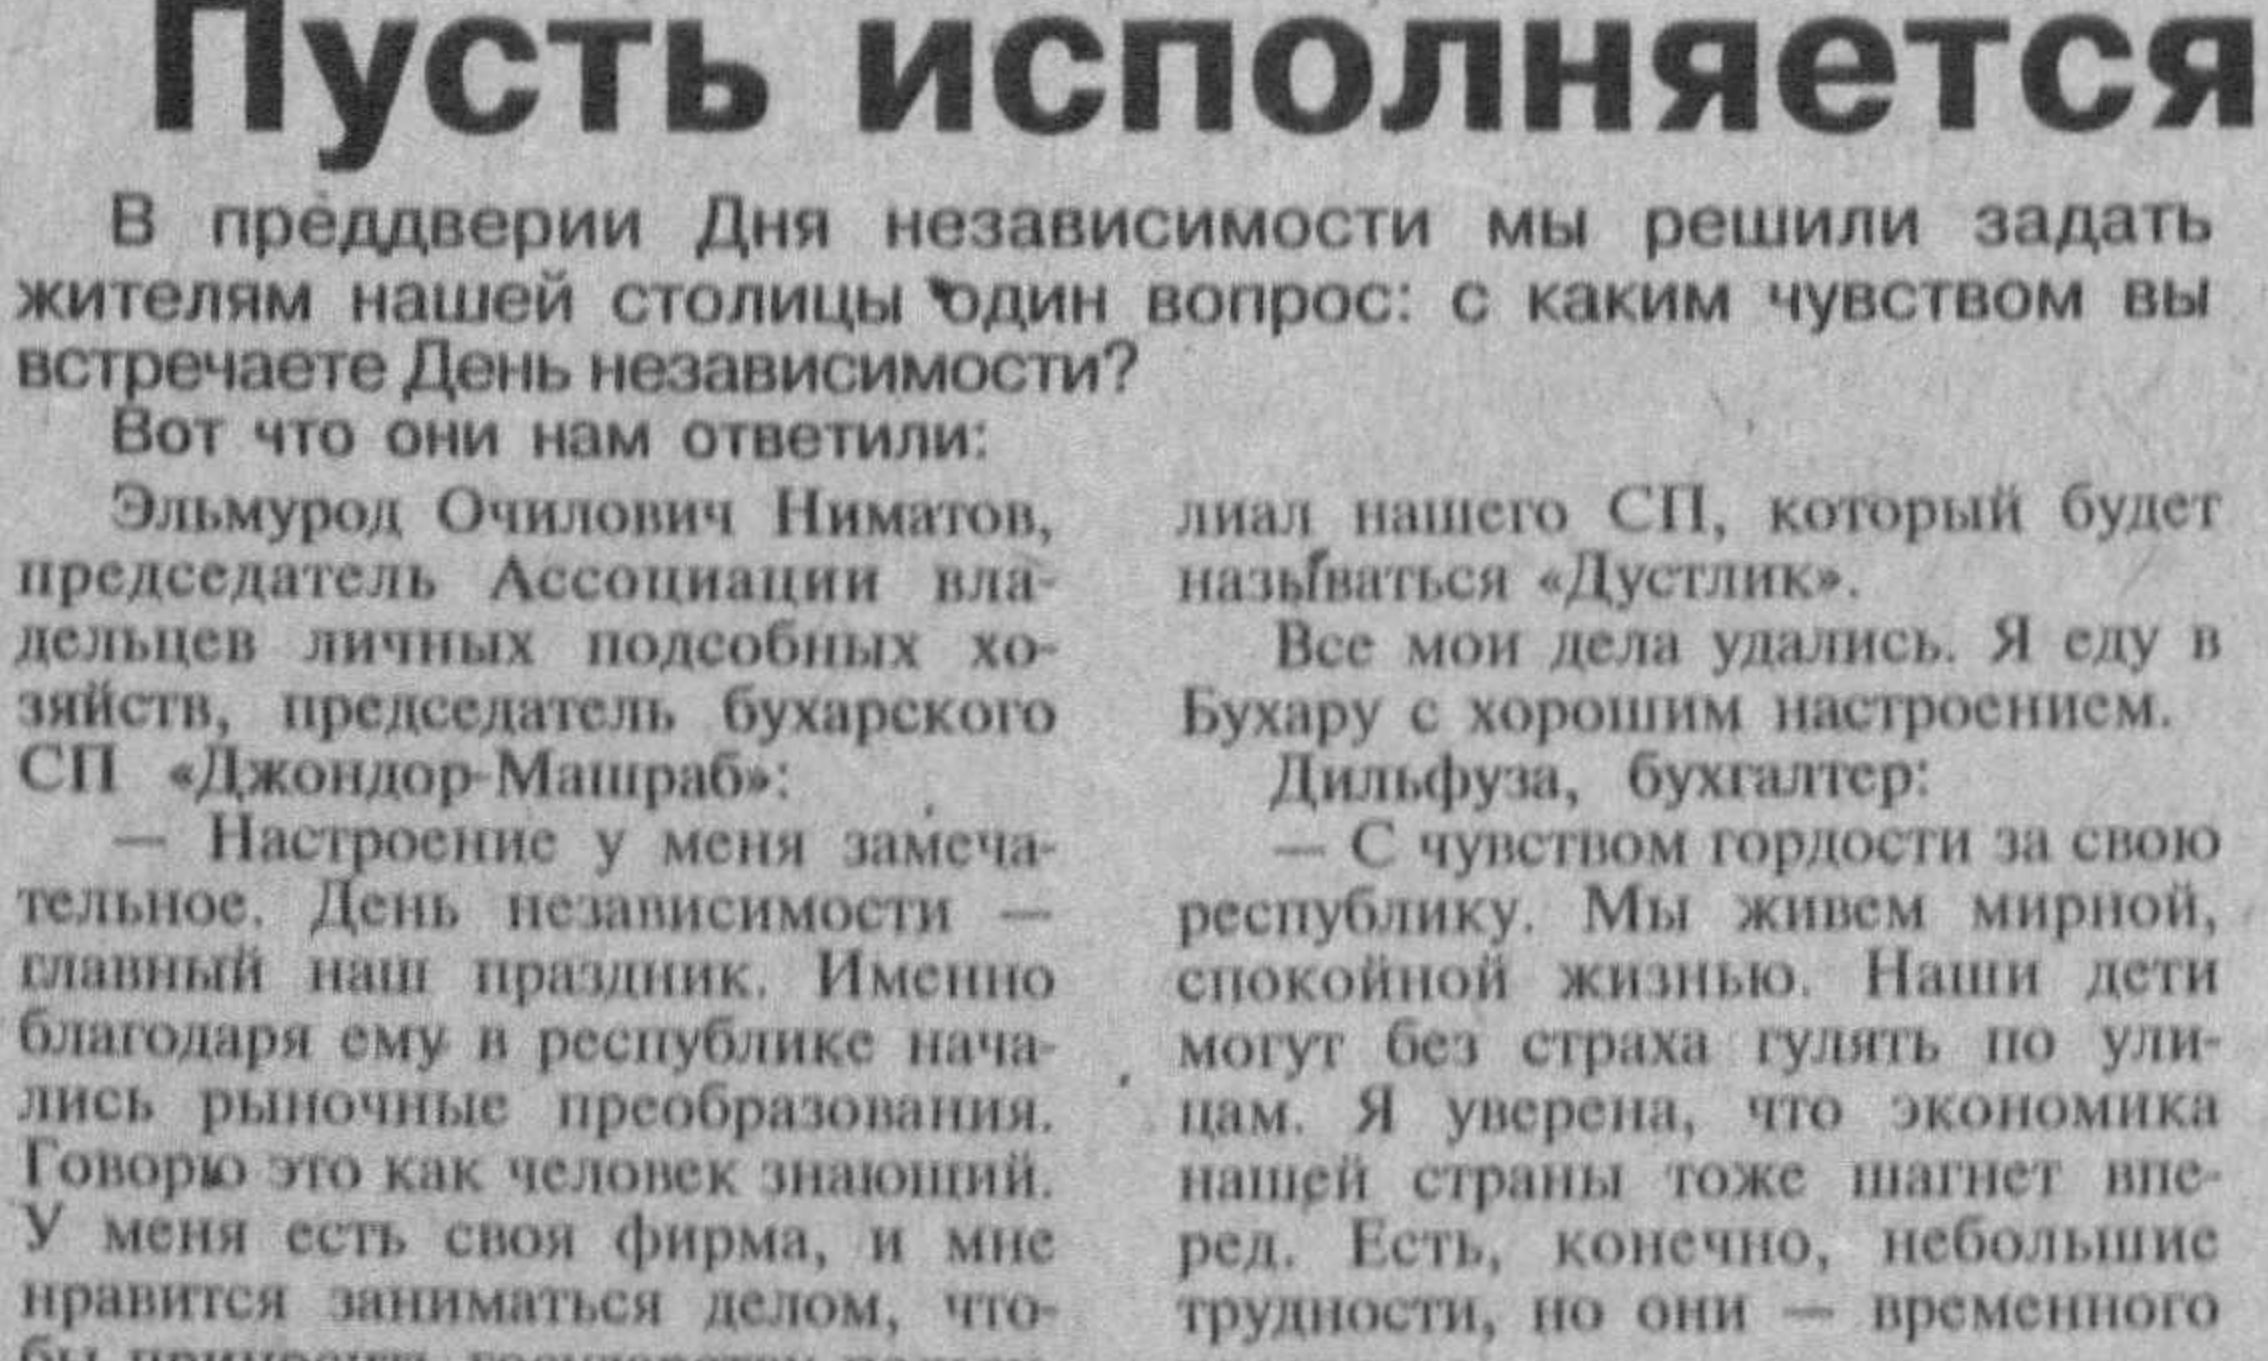 Пусть исполняется
В преддверии Дня независимости мы решили задать
жителям нашей столицы один вопрос: с каким чувством вы
встречаете День независимости?
Вот что они нам ответили:
Эльмурод Очилович Ниматов,
председатель Ассоциации вла-
дельцев личных подсобных хо-
зяйств, председатель бухарского
СП «Джондор-Машраб»:
— Настроение у меня замеча-
тельное. День независимости —
главный наш праздник. Именно
благодаря ему в республике нача-
лись рыночные преобразования.
Говорю это как человек знающий.
У меня есть своя фирма, и мне
нравится заниматься делом, что-
лиал нашего СП, который будет
называться «Дустлик».
Все мои дела удались. Я еду в
Бухару с хорошим настроением.
Дильфуза, бухгалтер:
— С чувством гордости за свою
республику. Мы живем мирной,
спокойной жизнью. Наши дети
могут без страха гулять по ули-
цам. Я уверена, что экономика
нашей страны тоже шагнет впе-
ред. Есть, конечно, небольшие
трудности, но они — временного